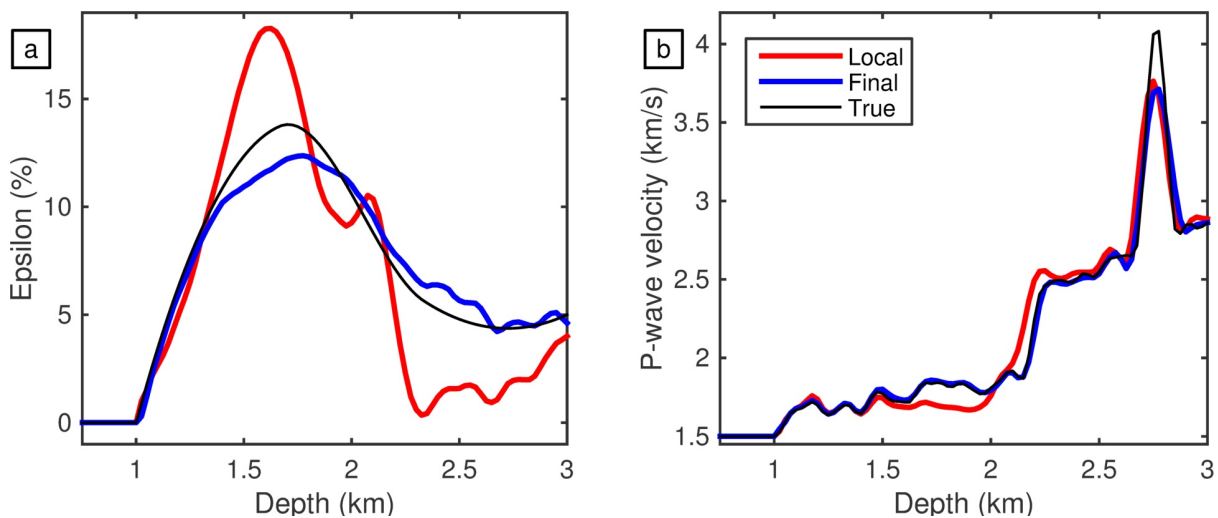 a
Epsilon (%)
15
10
5
0
1
1.5
2
2.5
3
Depth (km)
b
Local
Final
True
P-wave velocity (km/s)
4
3.5
3
2.5
2
1.5
1
1.5
2
2.5
3
Depth (km)